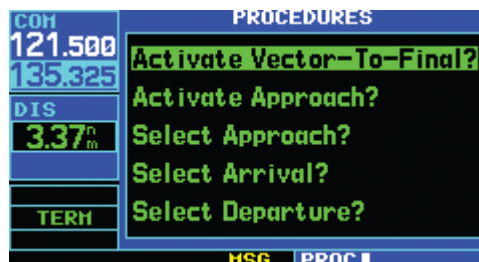 COM
121.500
135.325
DIS
3.37nm
TERM
PROCEDURES
Activate Vector-To-Final?
Activate Approach?
Select Approach?
Select Arrival?
Select Departure?
MSG PROC